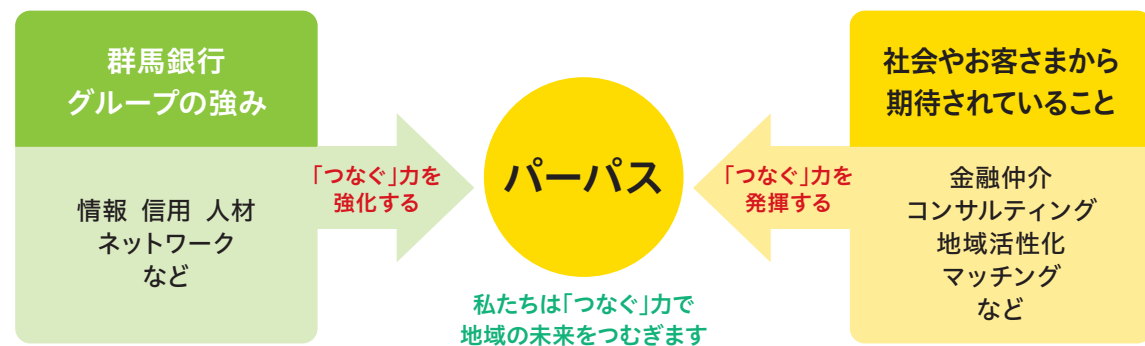 群馬銀行
グループの強み
情報 信用 人材
ネットワーク
など
「つなぐ」力を
強化する
パーパス
私たちは「つなぐ」力で
地域の未来をつむぎます
「つなぐ」力を
発揮する
社会やお客さまから
期待されていること
金融仲介
コンサルティング
地域活性化
マッチング
など